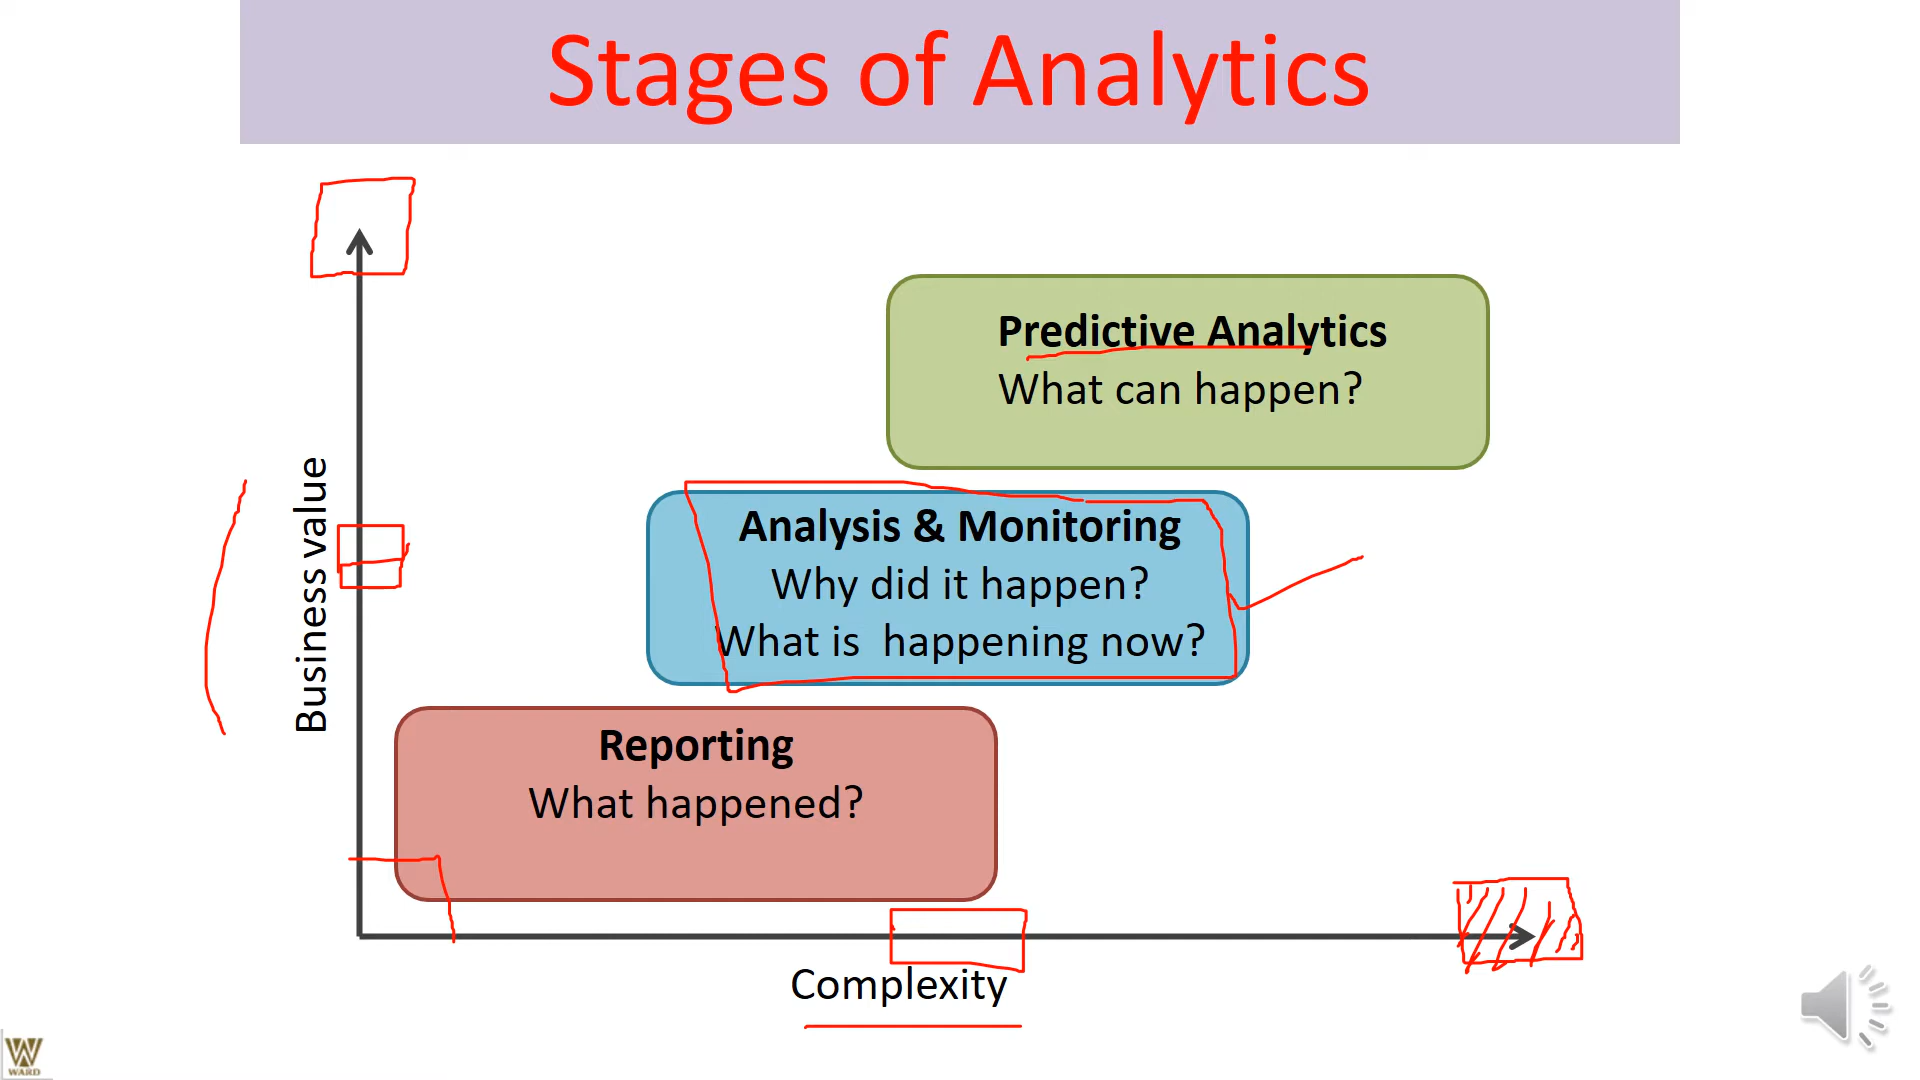 Stages of Analytics
Predictive Analytics
What can happen?
Analysis & Monitoring
Why did it happen?
What is happening now?
Reporting
What happened?
Business value
Complexity
WARD